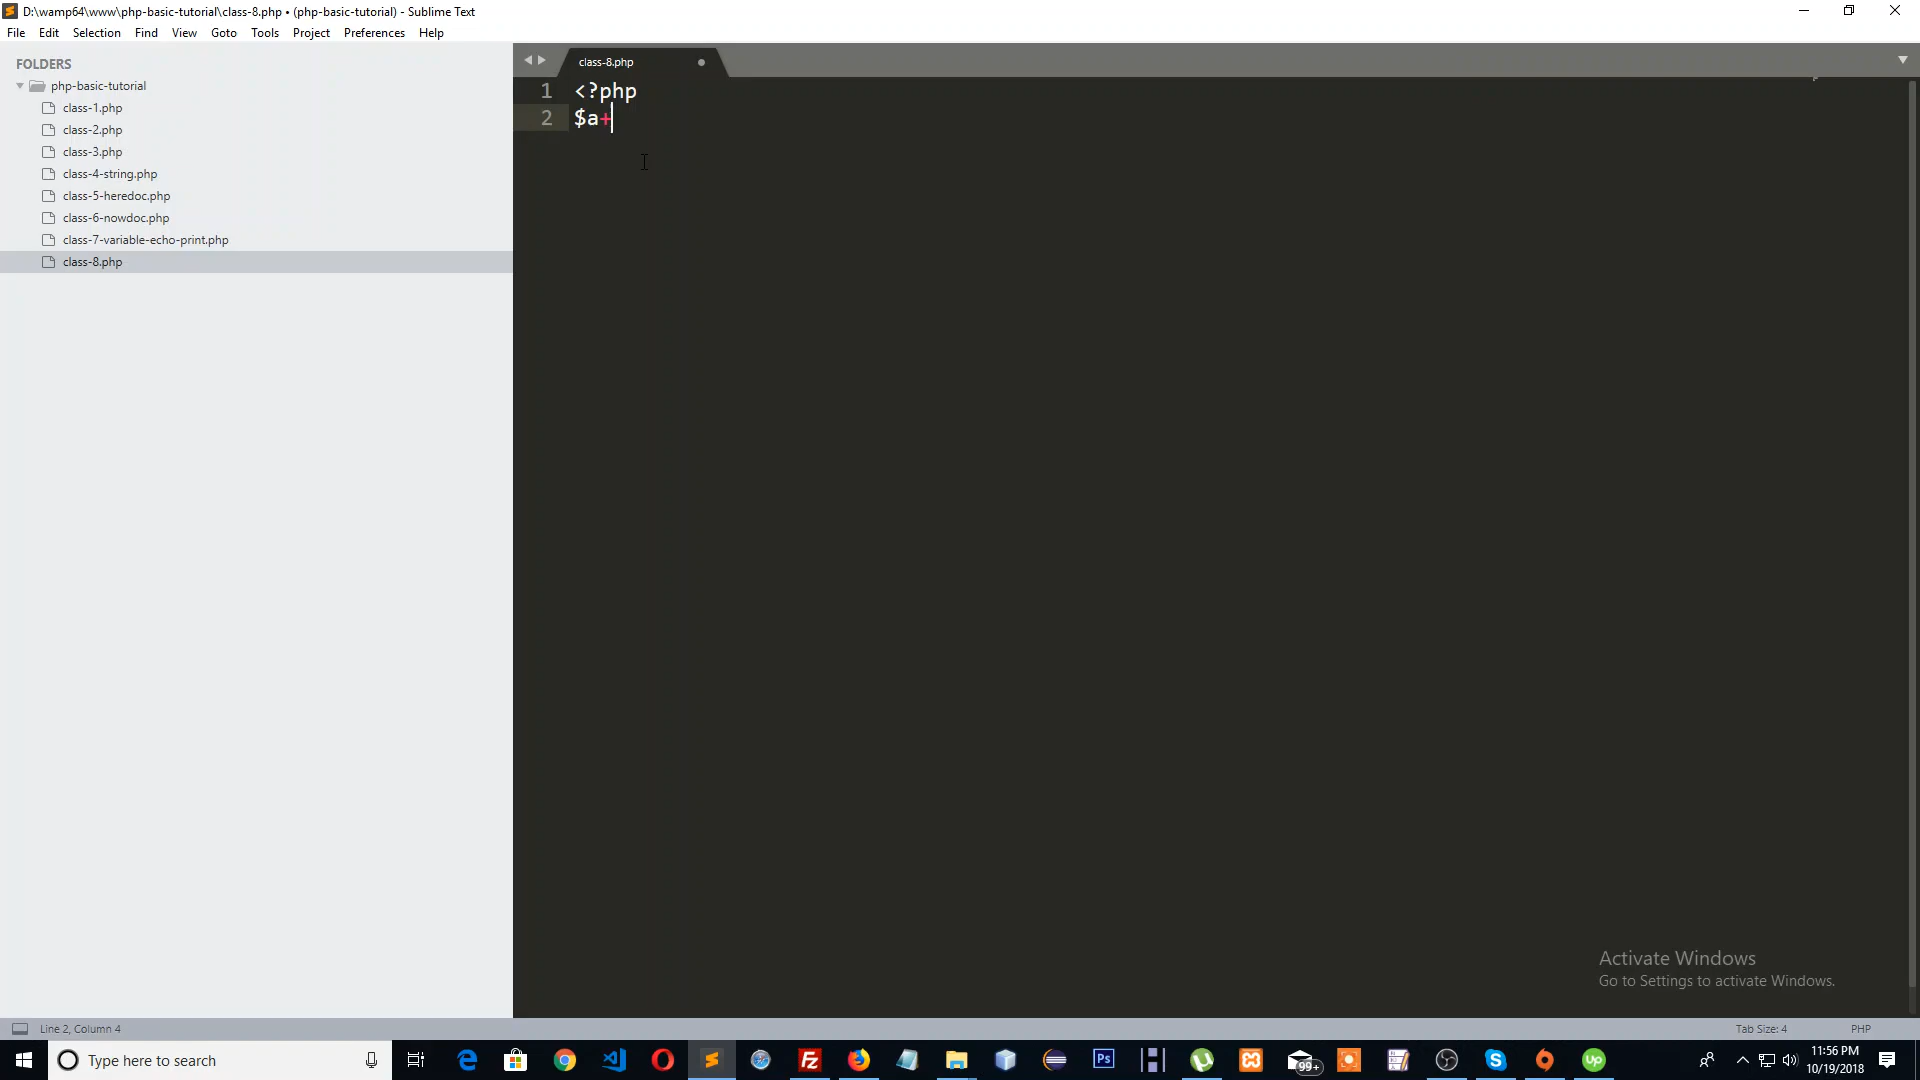 D:\wamp64\www\php-basic-tutorial\class-8.php • (php-basic-tutorial) - Sublime Text
File Edit Selection Find View Goto Tools Project Preferences Help
FOLDERS
php-basic-tutorial
class-1.php
class-2.php
class-3.php
class-4-string.php
class-5-heredoc.php
class-6-nowdoc.php
class-7-variable-echo-print.php
class-8.php
class-8.php
1 <?php
2 $a+
Activate Windows
Go to Settings to activate Windows.
Line 2, Column 4
Tab Size: 4
PHP
Type here to search
Ps
99+
up
11:56 PM
10/19/2018